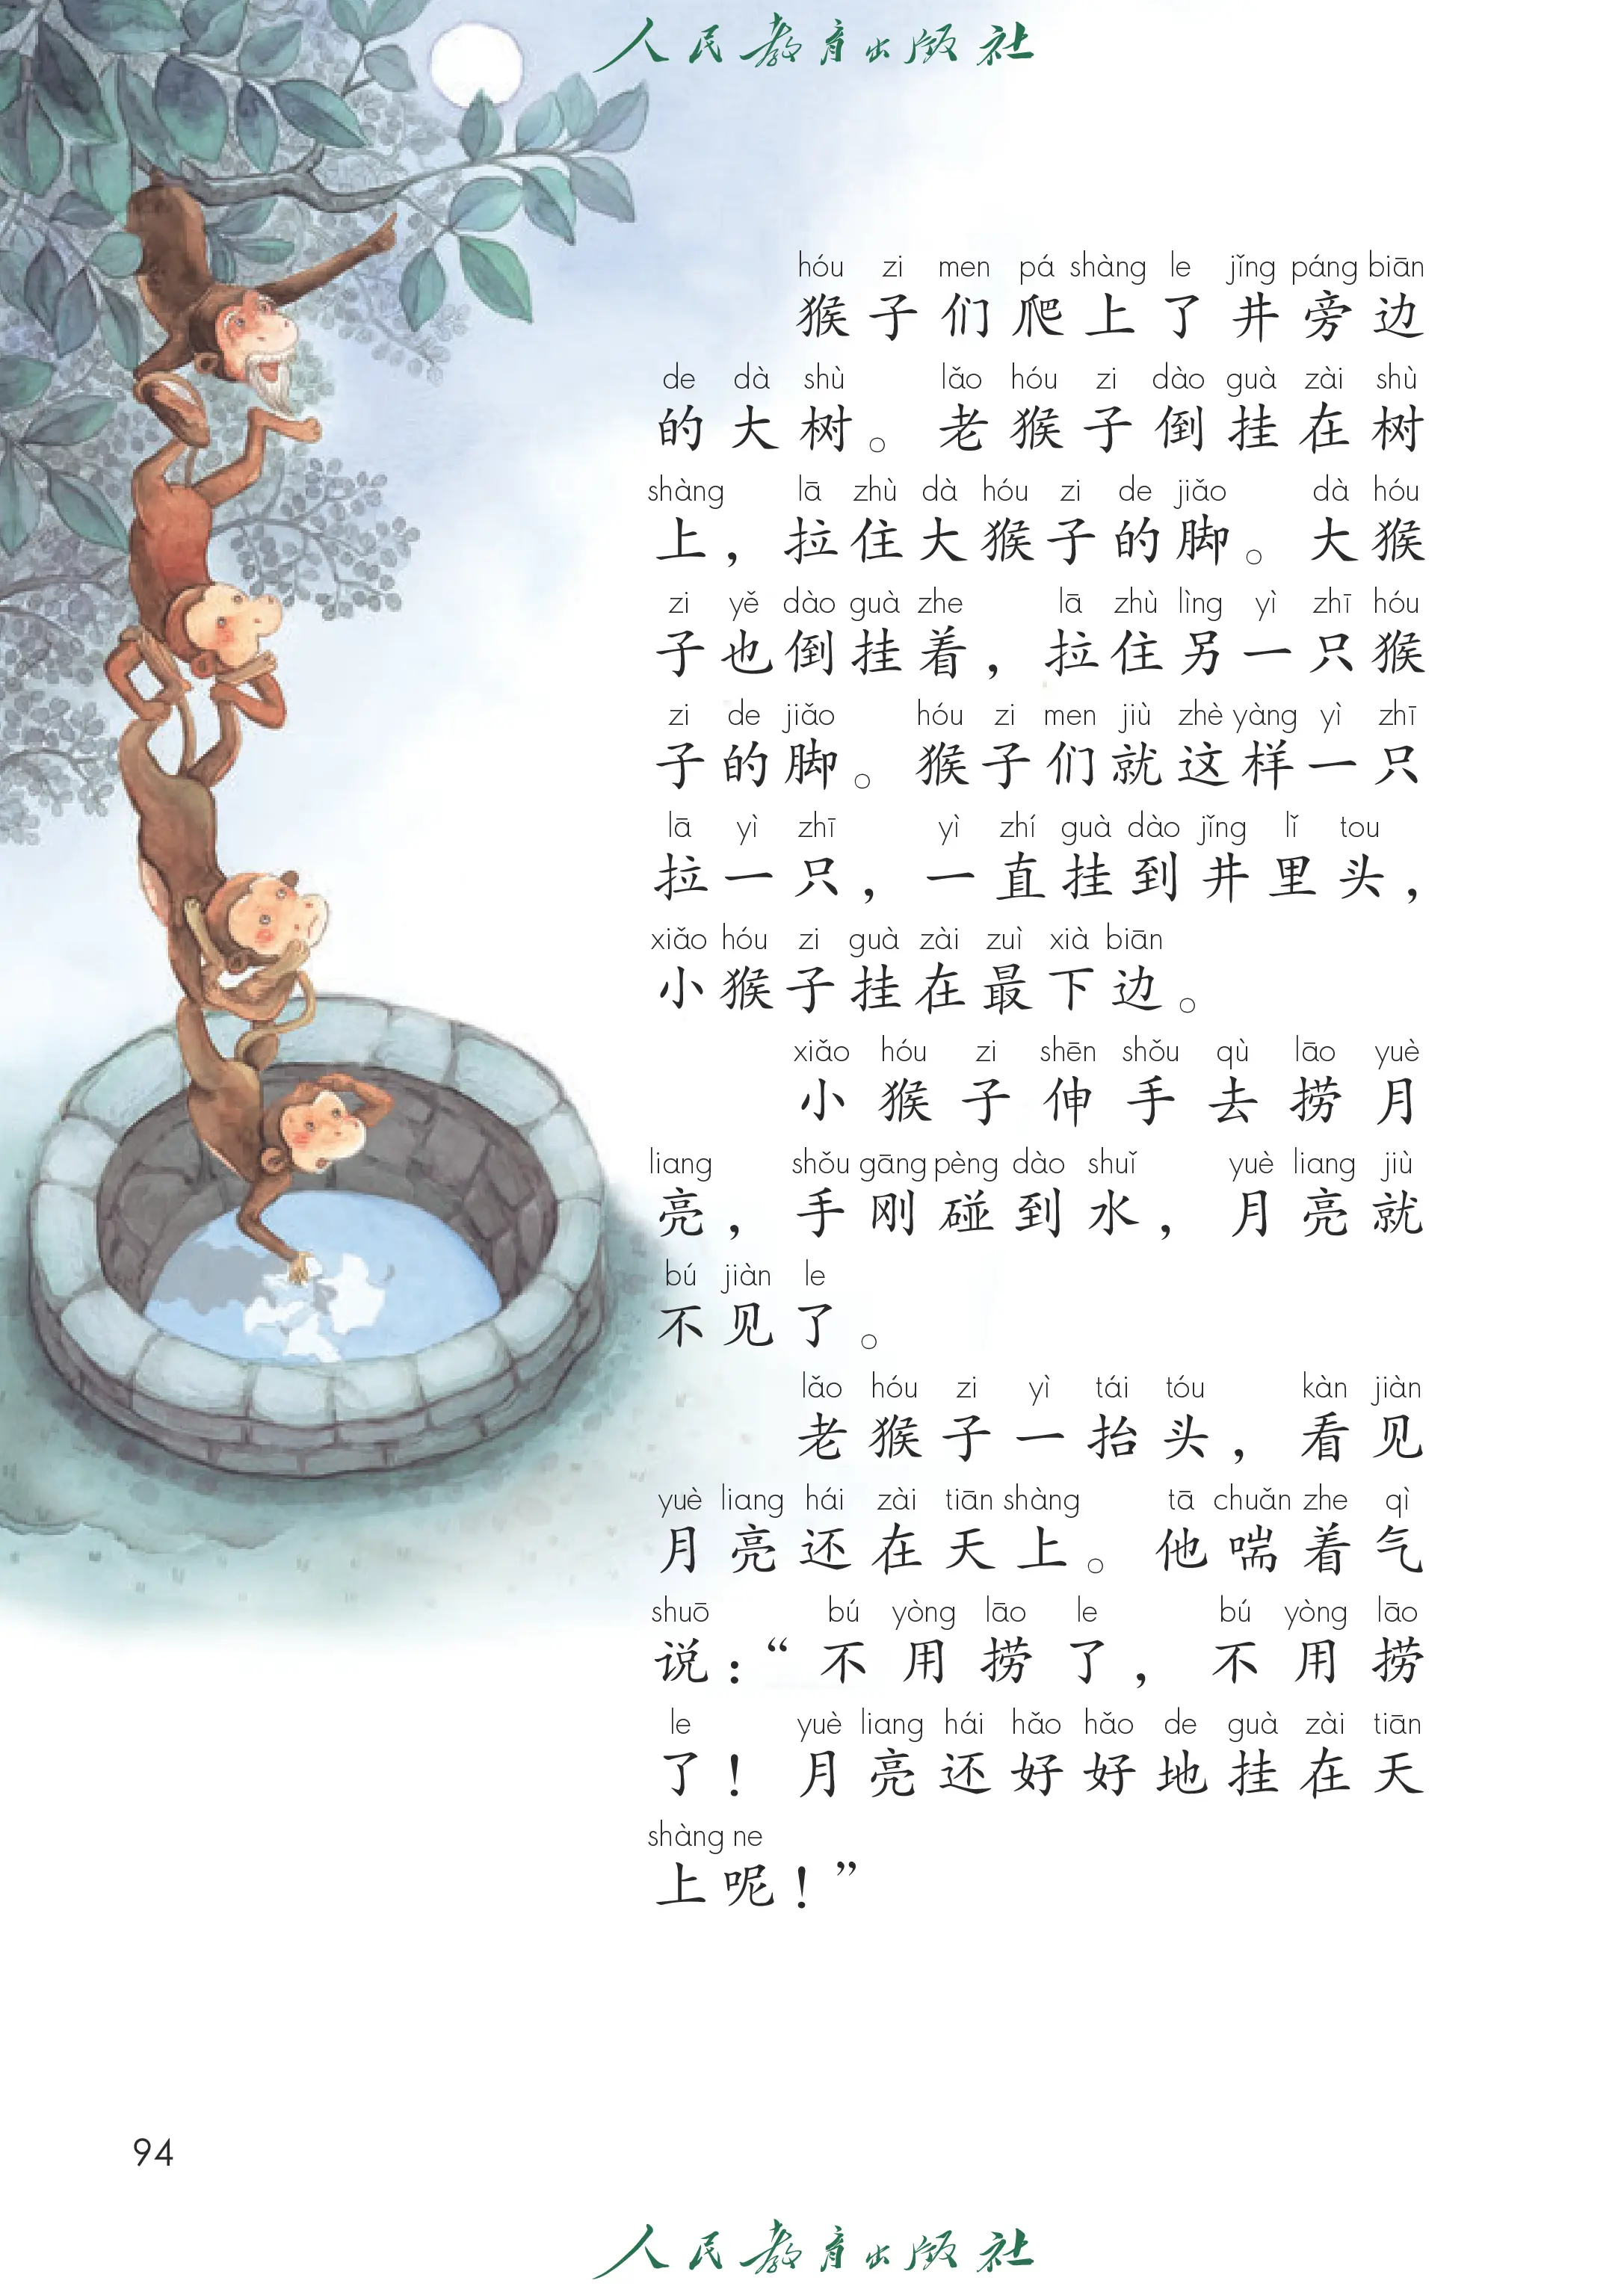 人民教育出版社
hóu zi men pá shàng le jǐng páng biān
猴子们爬上了井旁边
de dà shù lǎo hóu zi dào guà zài shù
的大树。老猴子倒挂在树
shàng lā zhù dà hóu zi de jiǎo dà hóu
上，拉住大猴子的脚。大猴
zi yě dào guà zhe lā zhù lìng yì zhī hóu
子也倒挂着，拉住另一只猴
zi de jiǎo hóu zi men jiù zhè yàng yì zhī
子的脚。猴子们就这样一只
lā yì zhī yì zhí guà dào jǐng lǐ tou
拉一只，一直挂到井里头，
xiǎo hóu zi guà zài zuì xià biān
小猴子挂在最下边。
xiǎo hóu zi shēn shǒu qù lāo yuè
小猴子伸手去捞月
liang shǒu gāng pèng dào shuǐ yuè liang jiù
亮，手刚碰到水，月亮就
bú jiàn le
不见了。
lǎo hóu zi yì tái tóu kàn jiàn
老猴子一抬头，看见
yuè liang hái zài tiān shàng tā chuǎn zhe qì
月亮还在天上。他喘着气
shuō bú yòng lāo le bú yòng lāo
说：“不用捞了，不用捞
le yuè liang hái hǎo hǎo de guà zài tiān
了！月亮还好好地挂在天
shàng ne
上呢！”
94
人民教育出版社